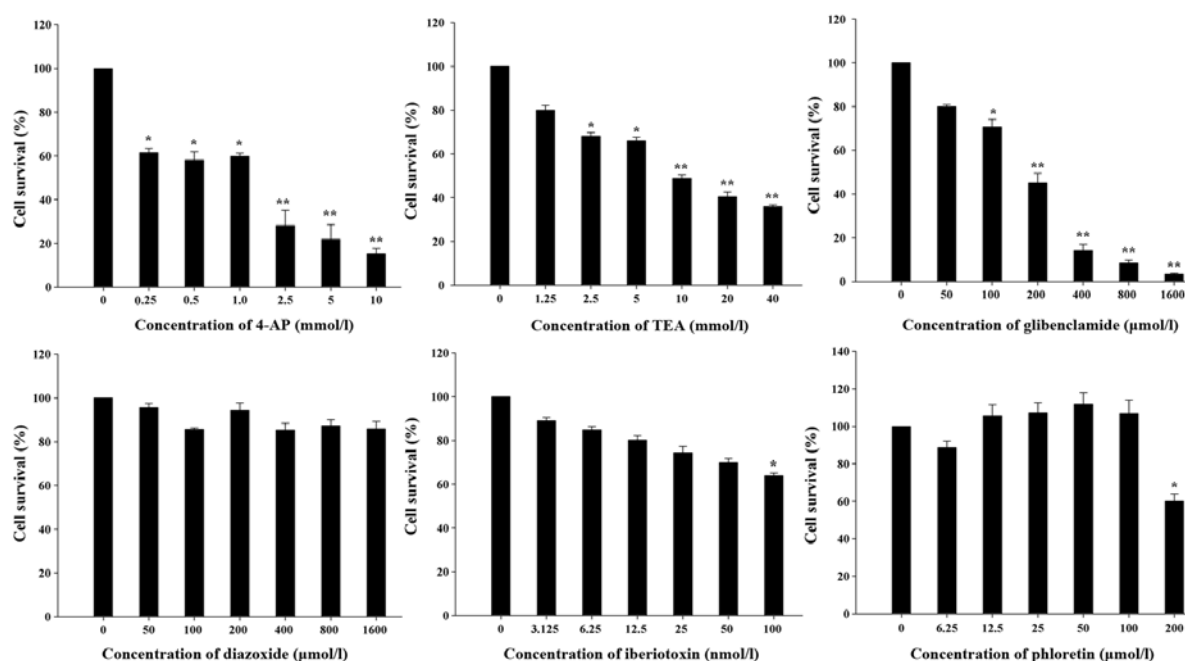 120
100
80
60
40
20
0
Cell survival (%)
* * * ** ** **
0 0.25 0.5 1.0 2.5 5 10
Concentration of 4-AP (mmol/l)
120
100
80
60
40
20
0
Cell survival (%)
* * ** ** **
0 1.25 2.5 5 10 20 40
Concentration of TEA (mmol/l)
120
100
80
60
40
20
0
Cell survival (%)
* ** ** ** **
0 50 100 200 400 800 1600
Concentration of glibenclamide (µmol/l)
120
100
80
60
40
20
0
Cell survival (%)
0 50 100 200 400 800 1600
Concentration of diazoxide (µmol/l)
120
100
80
60
40
20
0
Cell survival (%)
*
0 3.125 6.25 12.5 25 50 100
Concentration of iberiotoxin (nmol/l)
140
120
100
80
60
40
20
0
Cell survival (%)
*
0 6.25 12.5 25 50 100 200
Concentration of phloretin (µmol/l)